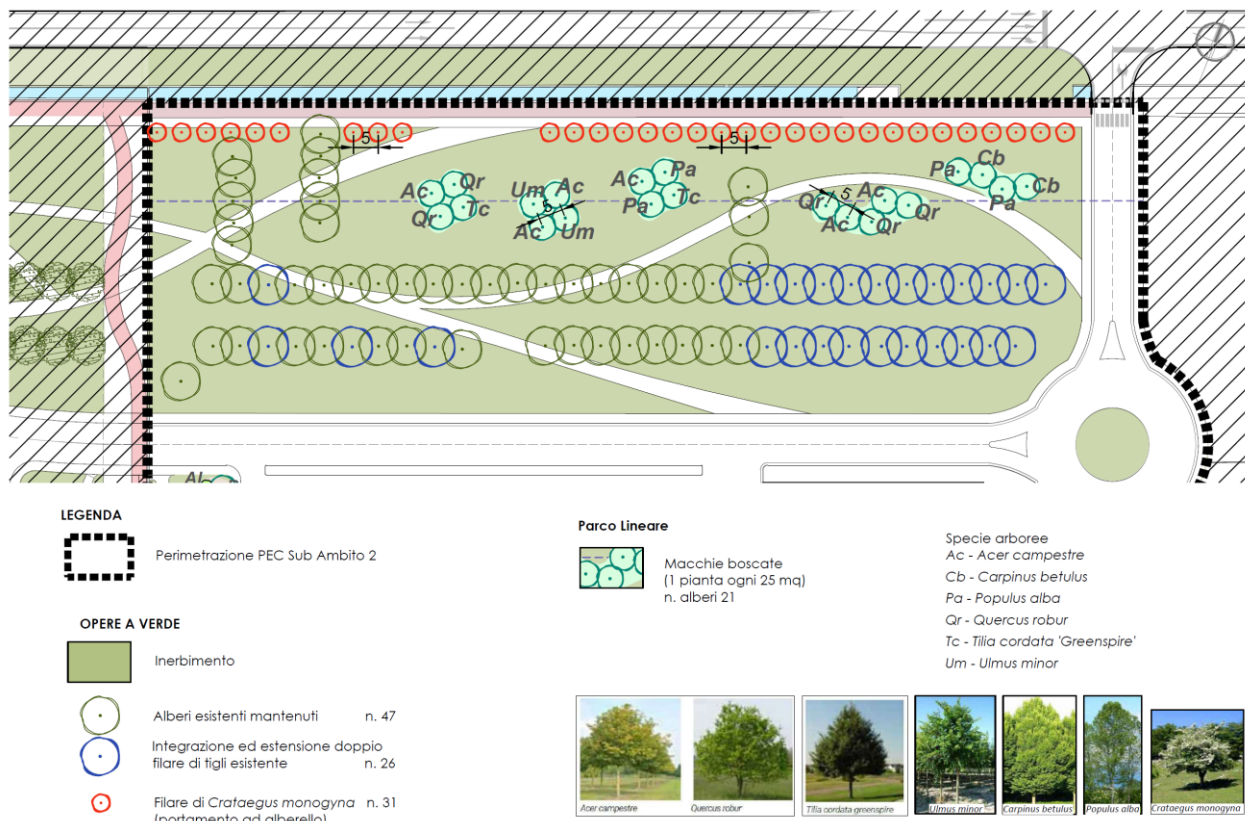 5
5
Ac
Qr
Qr
Tc
Um
Ac
5
Ac
Um
Ac
Pa
Pa
Tc
Qr
5
Ac
Ac
Qr
Qr
Pa
Cb
Pa
Cb
Al
LEGENDA
Perimetrazione PEC Sub Ambito 2
OPERE A VERDE
Inerbimento
Alberi esistenti mantenuti n. 47
Integrazione ed estensione doppio
filare di tigli esistente n. 26
Filare di Crataegus monogyna n. 31
(portamento ad alberello)
Parco Lineare
Macchie boscate
(1 pianta ogni 25 mq)
n. alberi 21
Specie arboree
Ac - Acer campestre
Cb - Carpinus betulus
Pa - Populus alba
Qr - Quercus robur
Tc - Tilia cordata 'Greenspire'
Um - Ulmus minor
Acer campestre
Quercus robur
Tilia cordata greenspire
Ulmus minor
Carpinus betulus
Populus alba
Crataegus monogyna